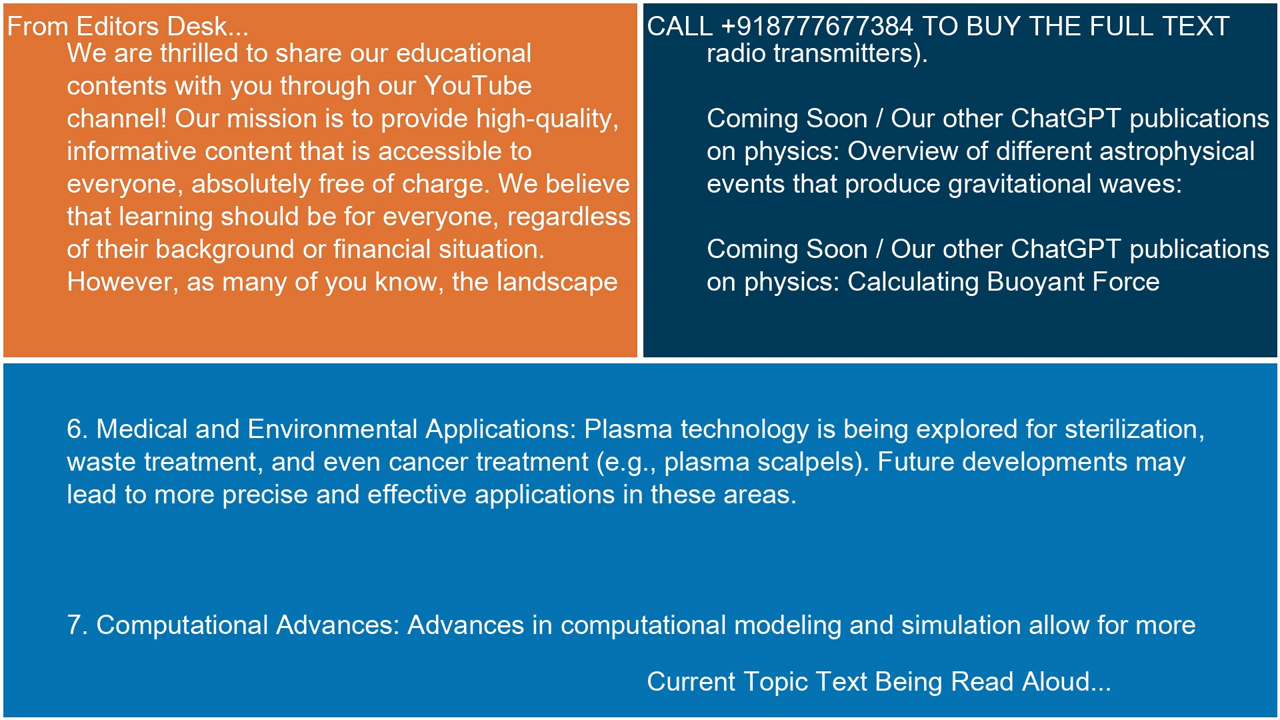 From Editors Desk...
We are thrilled to share our educational
contents with you through our YouTube
channel! Our mission is to provide high-quality,
informative content that is accessible to
everyone, absolutely free of charge. We believe
that learning should be for everyone, regardless
of their background or financial situation.
However, as many of you know, the landscape
CALL +918777677384 TO BUY THE FULL TEXT
radio transmitters).
Coming Soon / Our other ChatGPT publications
on physics: Overview of different astrophysical
events that produce gravitational waves:
Coming Soon / Our other ChatGPT publications
on physics: Calculating Buoyant Force
6. Medical and Environmental Applications: Plasma technology is being explored for sterilization,
waste treatment, and even cancer treatment (e.g., plasma scalpels). Future developments may
lead to more precise and effective applications in these areas.
7. Computational Advances: Advances in computational modeling and simulation allow for more
Current Topic Text Being Read Aloud...